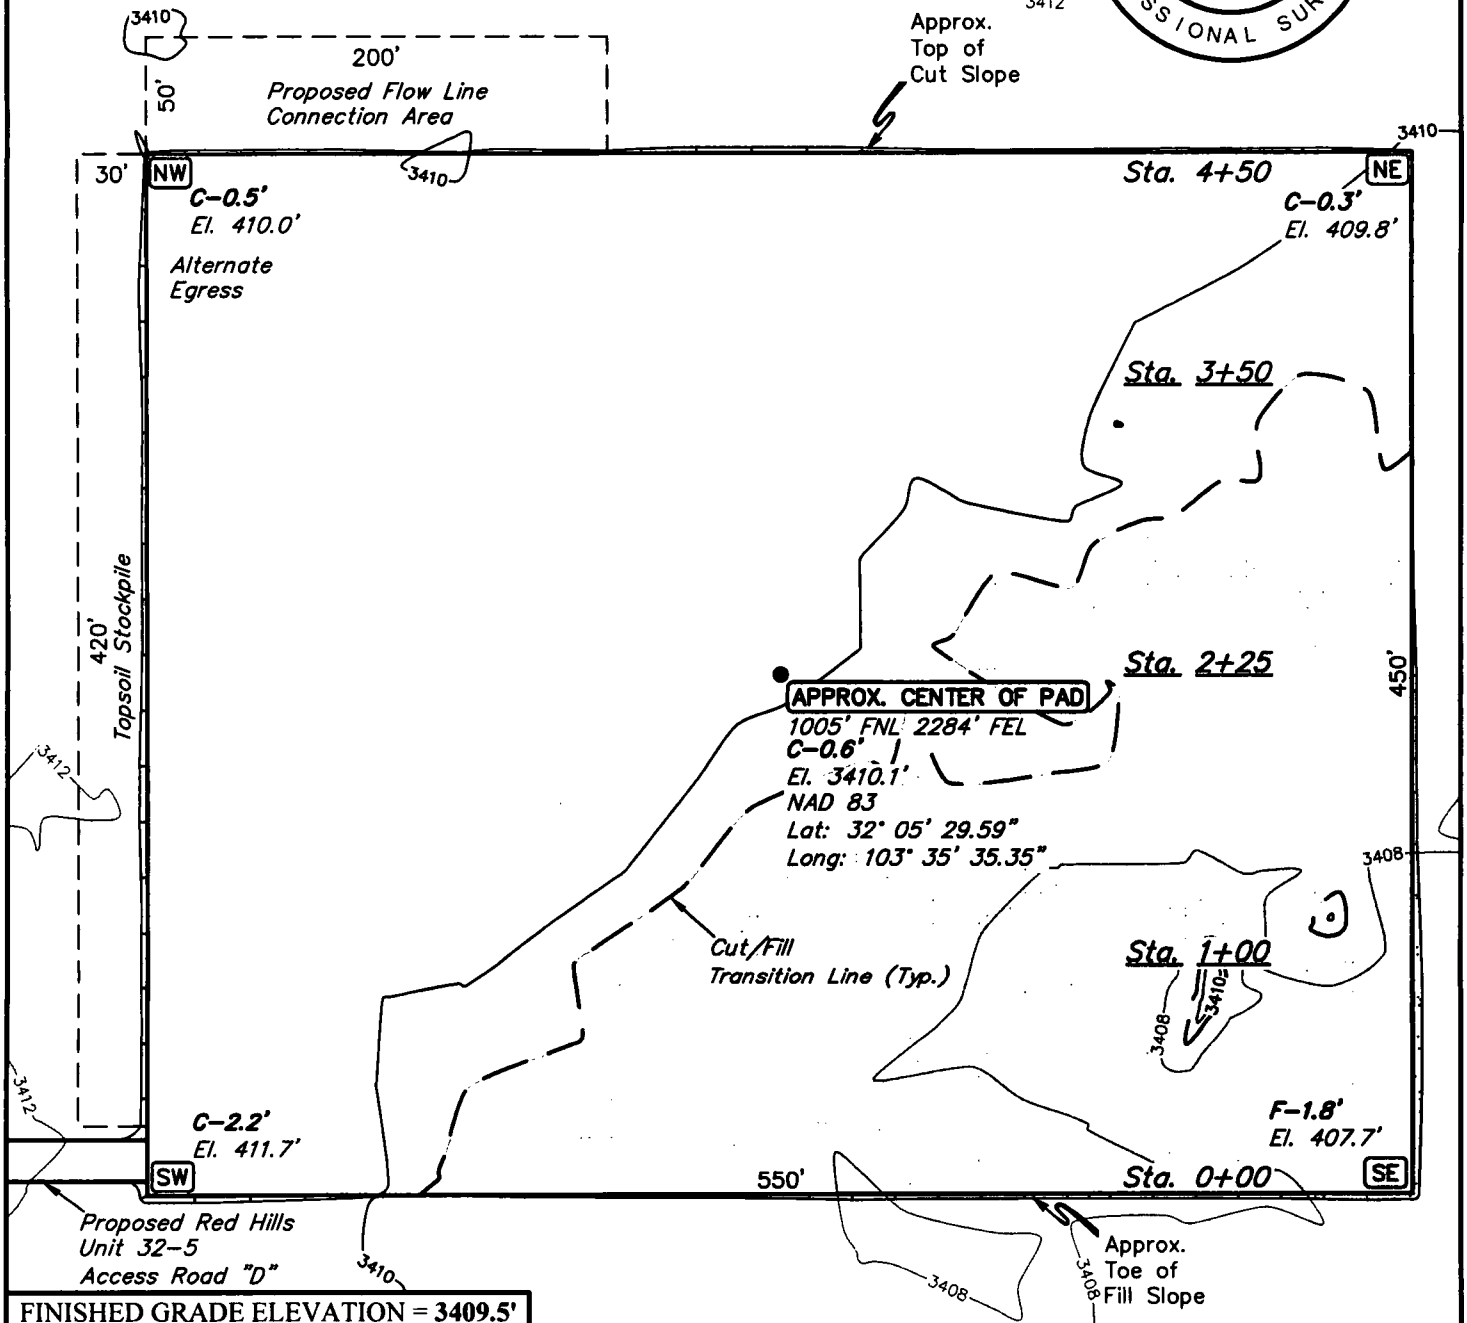 3410
200'
50'
Proposed Flow Line
Connection Area
Approx.
Top of
Cut Slope
3412
SSIONAL SUR
3410
3410
30'
NW
C-0.5'
El. 410.0'
Alternate
Egress
Sta. 4+50
NE
C-0.3'
El. 409.8'
Sta. 3+50
420'
Topsoil Stockpile
Sta. 2+25
450'
APPROX. CENTER OF PAD
1005' FNL 2284' FEL
C-0.6'
El. 3410.1'
NAD 83
Lat: 32° 05' 29.59"
Long: 103° 35' 35.35"
3412
3408
Cut/Fill
Transition Line (Typ.)
Sta. 1+00
3410
3408
3412
C-2.2'
El. 411.7'
SW
F-1.8'
El. 407.7'
SE
550'
Sta. 0+00
Proposed Red Hills
Unit 32-5
Access Road "D"
3410
3408
3408
Approx.
Toe of
Fill Slope
FINISHED GRADE ELEVATION = 3409.5'